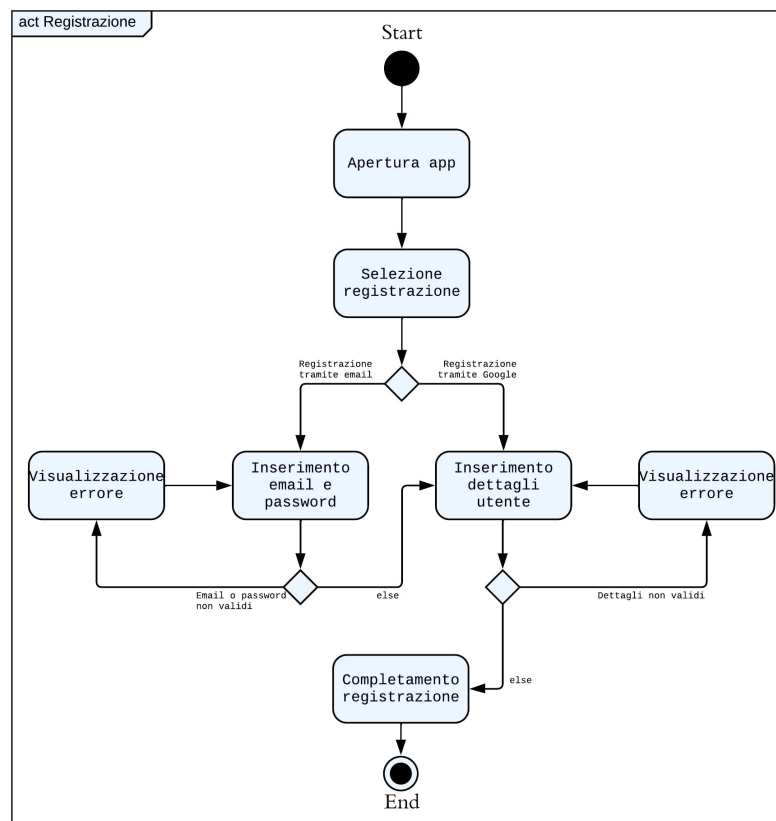 act Registrazione
Start
Apertura app
Selezione
registrazione
Registrazione
tramite email
Registrazione
tramite Google
Visualizzazione
errore
Inserimento
email e
password
Inserimento
dettagli
utente
Visualizzazione
errore
Email o password
non validi
else
Dettagli non validi
Completamento
registrazione
else
End